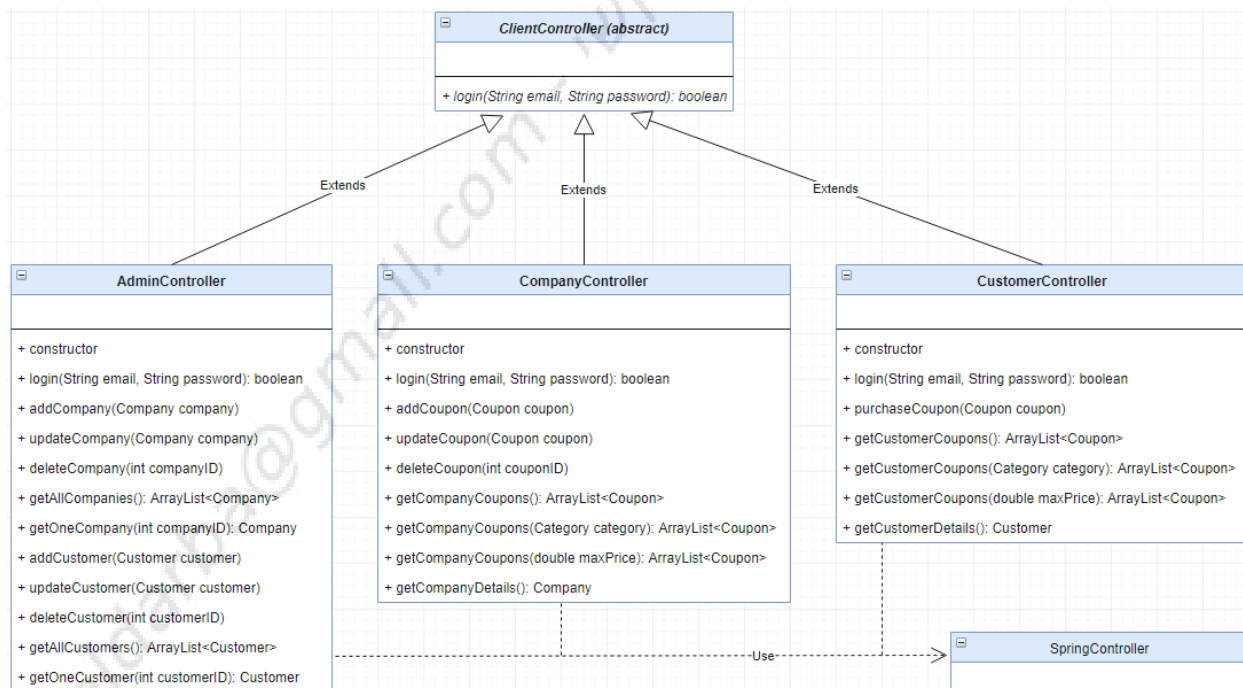 ClientController (abstract)
+ login(String email, String password): boolean
Extends
Extends
Extends
AdminController
+ constructor
+ login(String email, String password): boolean
+ addCompany(Company company)
+ updateCompany(Company company)
+ deleteCompany(int companyID)
+ getAllCompanies(): ArrayList<Company>
+ getOneCompany(int companyID): Company
+ addCustomer(Customer customer)
+ updateCustomer(Customer customer)
+ deleteCustomer(int customerID)
+ getAllCustomers(): ArrayList<Customer>
+ getOneCustomer(int customerID): Customer
CompanyController
+ constructor
+ login(String email, String password): boolean
+ addCoupon(Coupon coupon)
+ updateCoupon(Coupon coupon)
+ deleteCoupon(int couponID)
+ getCompanyCoupons(): ArrayList<Coupon>
+ getCompanyCoupons(Category category): ArrayList<Coupon>
+ getCompanyCoupons(double maxPrice): ArrayList<Coupon>
+ getCompanyDetails(): Company
CustomerController
+ constructor
+ login(String email, String password): boolean
+ purchaseCoupon(Coupon coupon)
+ getCustomerCoupons(): ArrayList<Coupon>
+ getCustomerCoupons(Category category): ArrayList<Coupon>
+ getCustomerCoupons(double maxPrice): ArrayList<Coupon>
+ getCustomerDetails(): Customer
Use
SpringController